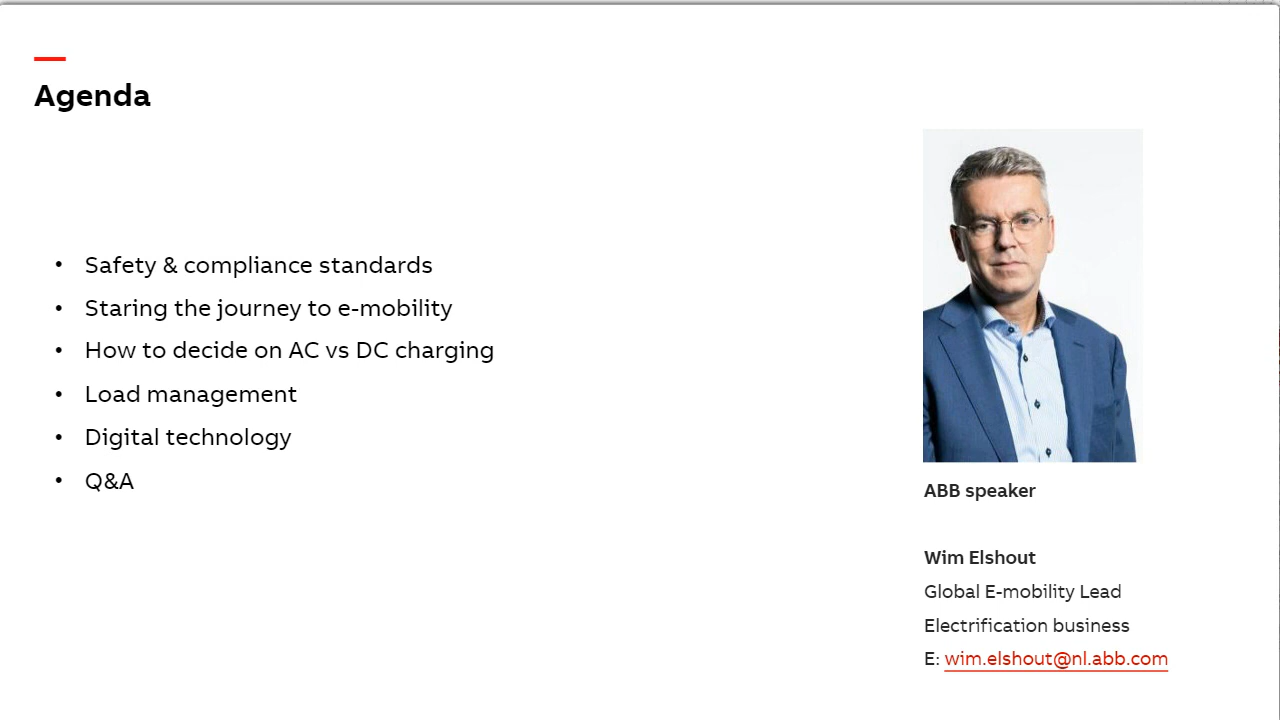 Agenda
• Safety & compliance standards
• Staring the journey to e-mobility
• How to decide on AC vs DC charging
• Load management
• Digital technology
• Q&A
ABB speaker
Wim Elshout
Global E-mobility Lead
Electrification business
E: wim.elshout@nl.abb.com